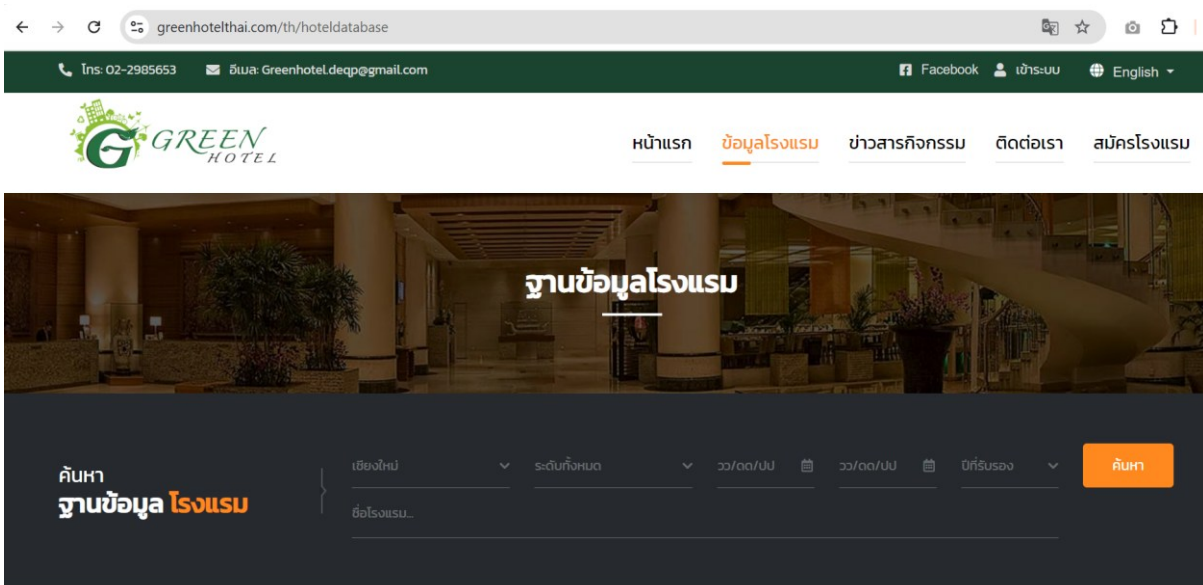 greenhotelthai.com/th/hoteldatabase
โทร: 02-2985653 อีเมล: Greenhotel.deqp@gmail.com Facebook เข้าระบบ English
G GREEN HOTEL
หน้าแรก ข้อมูลโรงแรม ข่าวสารกิจกรรม ติดต่อเรา สมัครโรงแรม
ฐานข้อมูลโรงแรม
ค้นหา
ฐานข้อมูล โรงแรม
เชียงใหม่ ระดับทั้งหมด วว/ดด/ปป วว/ดด/ปป ปีที่รับรอง ค้นหา
ชื่อโรงแรม...